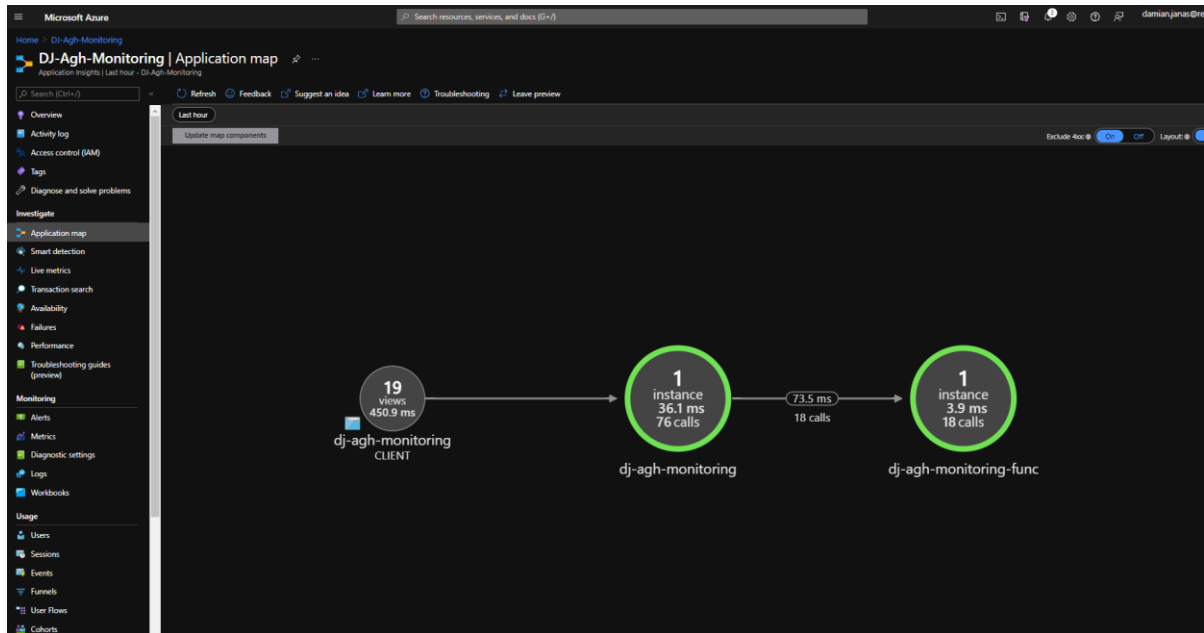 Microsoft Azure
Search resources, services, and docs (G+/)
1
damian.janas@re
Home > DJ-Agh-Monitoring
DJ-Agh-Monitoring | Application map
Application Insights | Last hour - DJ-Agh-Monitoring
Search (Ctrl+/)
Refresh
Feedback
Suggest an idea
Learn more
Troubleshooting
Leave preview
Last hour
Update map components
Exclude 4xx
On
Off
Layout:
Overview
Activity log
Access control (IAM)
Tags
Diagnose and solve problems
Investigate
Application map
Smart detection
Live metrics
Transaction search
Availability
Failures
Performance
Troubleshooting guides
(preview)
Monitoring
Alerts
Metrics
Diagnostic settings
Logs
Workbooks
Usage
Users
Sessions
Events
Funnels
User Flows
Cohorts
19
views
450.9 ms
dj-agh-monitoring
CLIENT
1
instance
36.1 ms
76 calls
dj-agh-monitoring
73.5 ms
18 calls
1
instance
3.9 ms
18 calls
dj-agh-monitoring-func